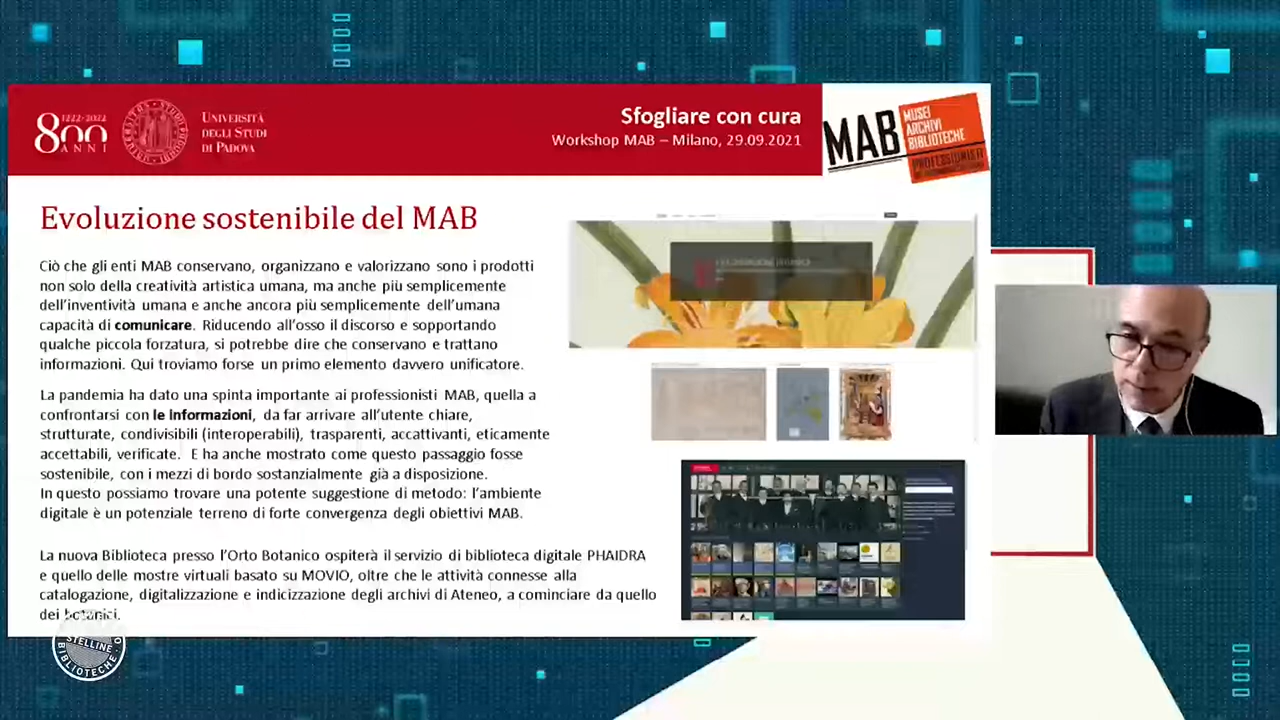 1222-2022
800
ANNI
UNIVERSITÀ
DEGLI STUDI
DI PADOVA
Sfogliare con cura
Workshop MAB – Milano, 29.09.2021
MAB
MUSEI
ARCHIVI
BIBLIOTECHE
PROFESSIONISTI
Evoluzione sostenibile del MAB
Ciò che gli enti MAB conservano, organizzano e valorizzano sono i prodotti
non solo della creatività artistica umana, ma anche più semplicemente
dell'inventività umana e anche ancora più semplicemente dell'umana
capacità di comunicare. Riducendo all'osso il discorso e sopportando
qualche piccola forzatura, si potrebbe dire che conservano e trattano
informazioni. Qui troviamo forse un primo elemento davvero unificatore.
La pandemia ha dato una spinta importante ai professionisti MAB, quella a
confrontarsi con le informazioni, da far arrivare all'utente chiare,
strutturate, condivisibili (interoperabili), trasparenti, accattivanti, eticamente
accettabili, verificate. E ha anche mostrato come questo passaggio fosse
sostenibile, con i mezzi di bordo sostanzialmente già a disposizione.
In questo possiamo trovare una potente suggestione di metodo: l'ambiente
digitale è un potenziale terreno di forte convergenza degli obiettivi MAB.
La nuova Biblioteca presso l'Orto Botanico ospiterà il servizio di biblioteca digitale PHAIDRA
e quello delle mostre virtuali basato su MOVIO, oltre che le attività connesse alla
catalogazione, digitalizzazione e indicizzazione degli archivi di Ateneo, a cominciare da quello
dei botanici.
STELLINE
BIBLIOTECHE